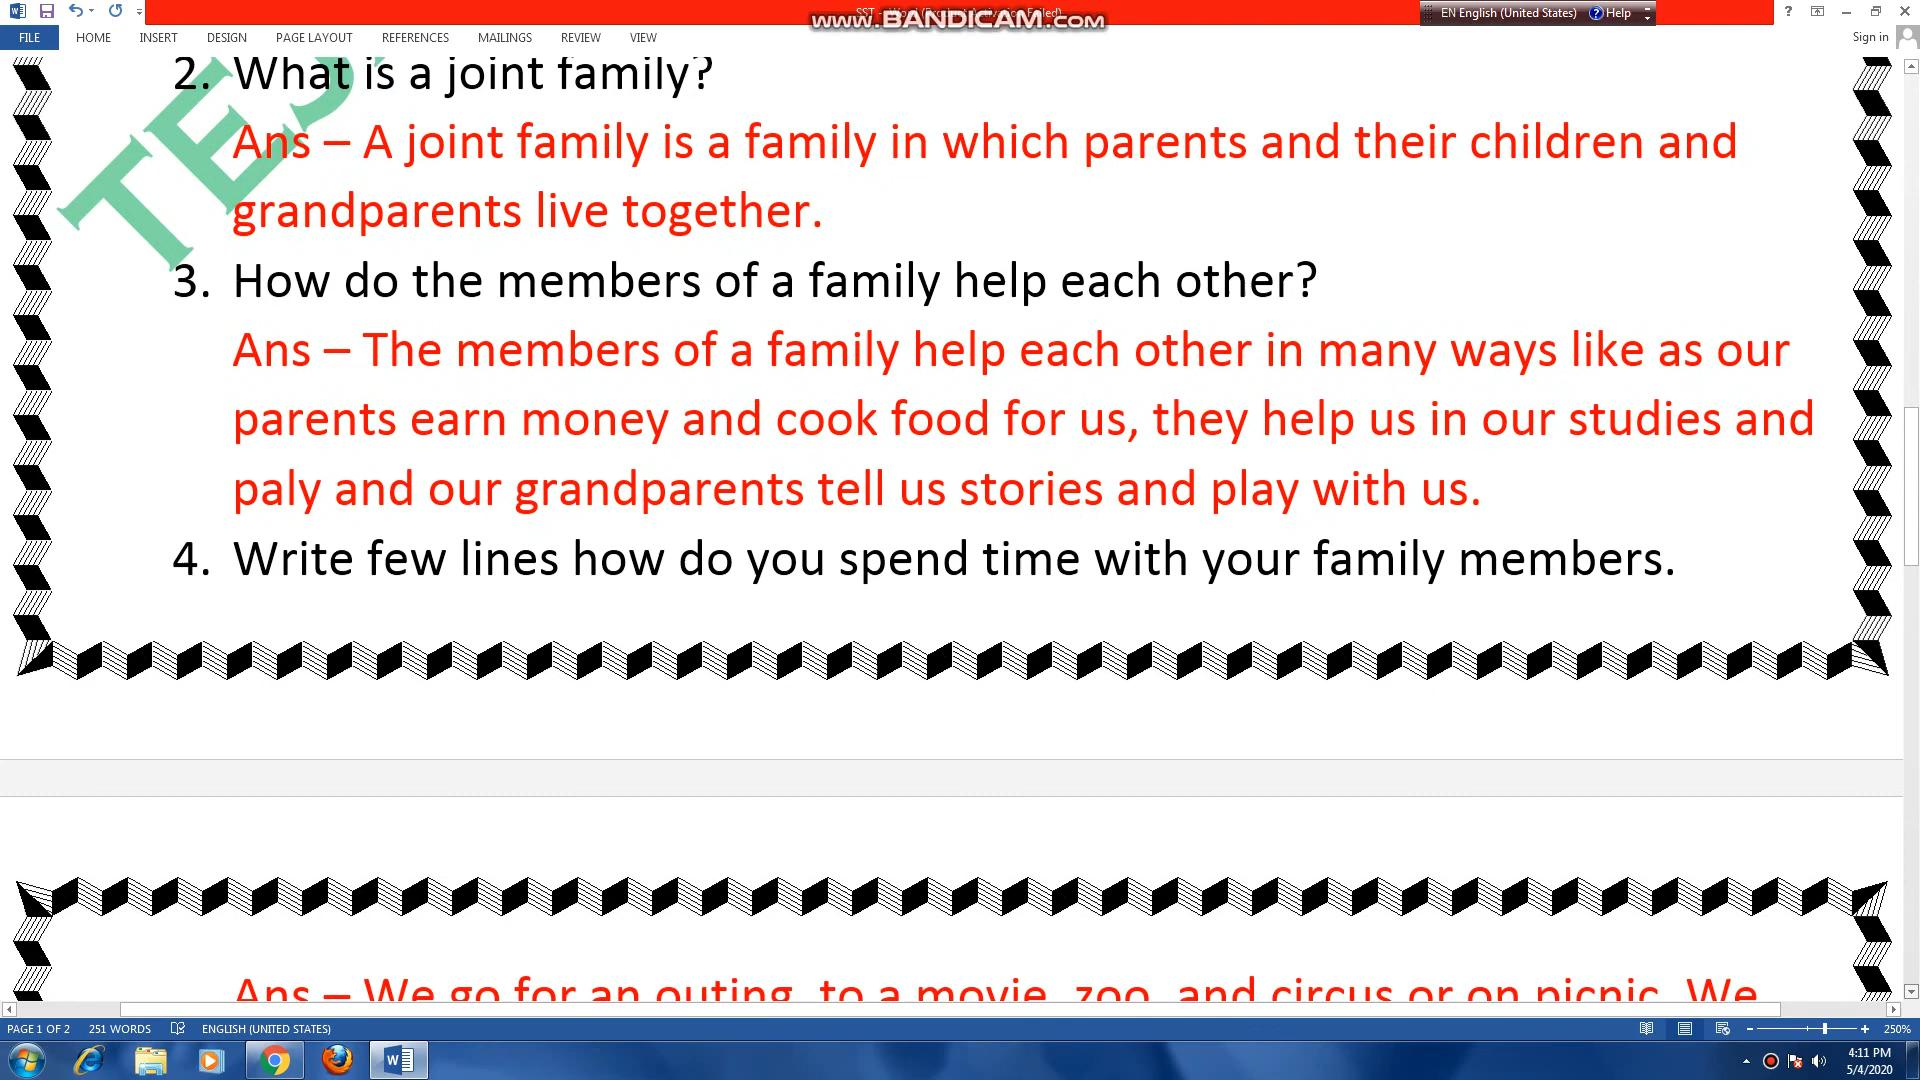 SST - Word (Product Activation Failed)
www.BANDICAM.com
EN English (United States) Help
FILE HOME INSERT DESIGN PAGE LAYOUT REFERENCES MAILINGS REVIEW VIEW Sign in
2. What is a joint family?
Ans – A joint family is a family in which parents and their children and
grandparents live together.
3. How do the members of a family help each other?
Ans – The members of a family help each other in many ways like as our
parents earn money and cook food for us, they help us in our studies and
paly and our grandparents tell us stories and play with us.
4. Write few lines how do you spend time with your family members.
Ans – We go for an outing, to a movie, zoo, and circus or on picnic. We
PAGE 1 OF 2 251 WORDS ENGLISH (UNITED STATES) 250%
4:11 PM
5/4/2020